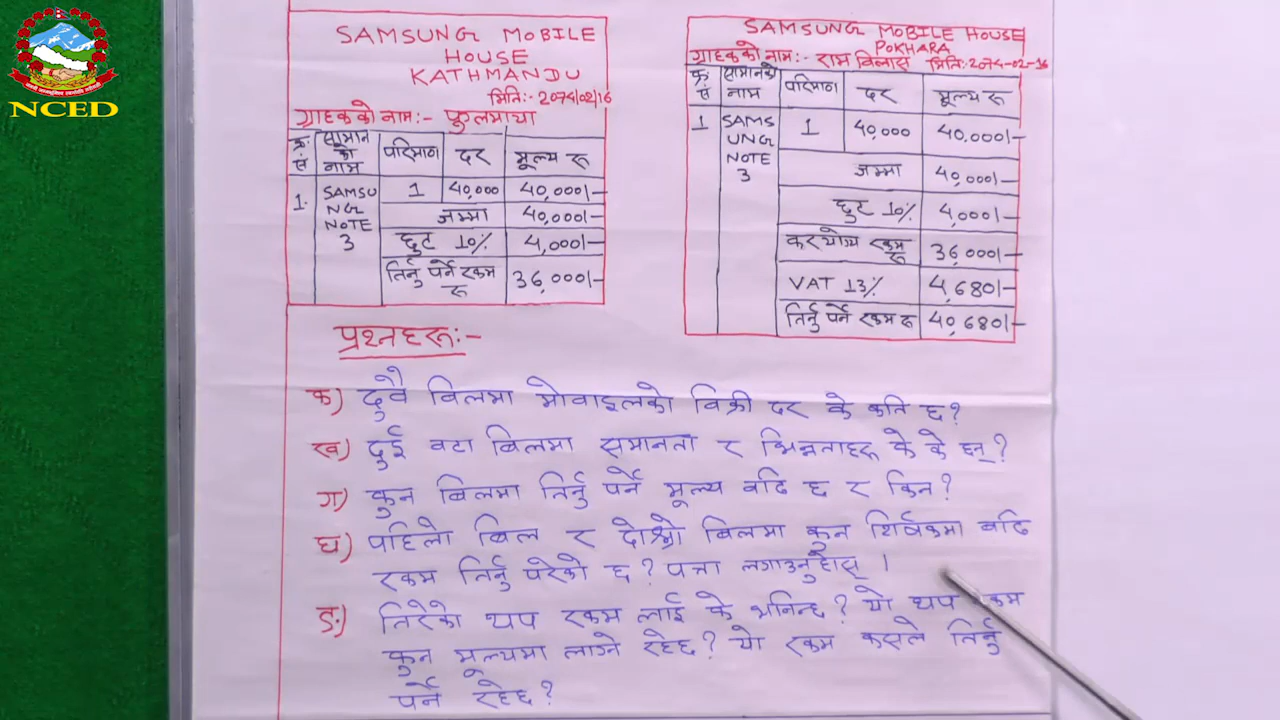 NCED
SAMSUNG MOBILE
HOUSE
KATHMANDU
मिति:- 2074/02/16
ग्राहकको नाम:- फुलमाया
क्र.सं सामानको नाम परिमाण दर मूल्य रु
1. SAMSUNG NOTE 3 1 40,000 40,000/-
जम्मा 40,000/-
छुट 10% 4,000/-
तिर्नु पर्ने रकम रु 36,000/-
SAMSUNG MOBILE HOUSE
POKHARA
ग्राहकको नाम:- राम विलास मिति:2074-02-16
क्र सं सामानको नाम परिमाण दर मूल्य रु
1 SAMSUNG NOTE 3 1 40,000 40,000/-
जम्मा 40,000/-
छुट 10% 4,000/-
करयोग्य रकम रु 36,000/-
VAT 13% 4,680/-
तिर्नु पर्ने रकम रु 40,680/-
प्रश्नहरू:-
क) दुवै बिलमा मोबाइलको बिक्री दर के कति छ?
ख) दुई वटा बिलमा समानता र भिन्नताहरू के के हुन्?
ग) कुन बिलमा तिर्नु पर्ने मूल्य बढि छ र किन?
घ) पहिलो बिल र दोश्रो बिलमा कुन शिर्षकमा बढि
रकम तिर्नु परेको छ? पत्ता लगाउनुहोस्।
ङ) तिरेको थप रकम लाई के भनिन्छ? यो थप रकम
कुन मूल्यमा लाग्ने रहेछ? यो रकम कसले तिर्नु
पर्ने रहेछ?